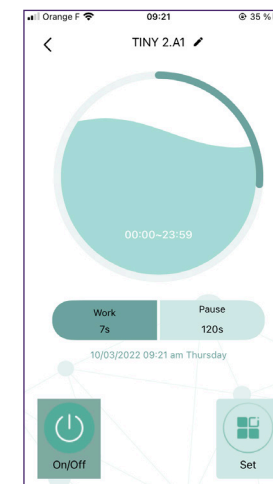 Orange F 09:21 35 %
TINY 2.A1
00:00~23:59
Work Pause
7s 120s
10/03/2022 09:21 am Thursday
On/Off Set